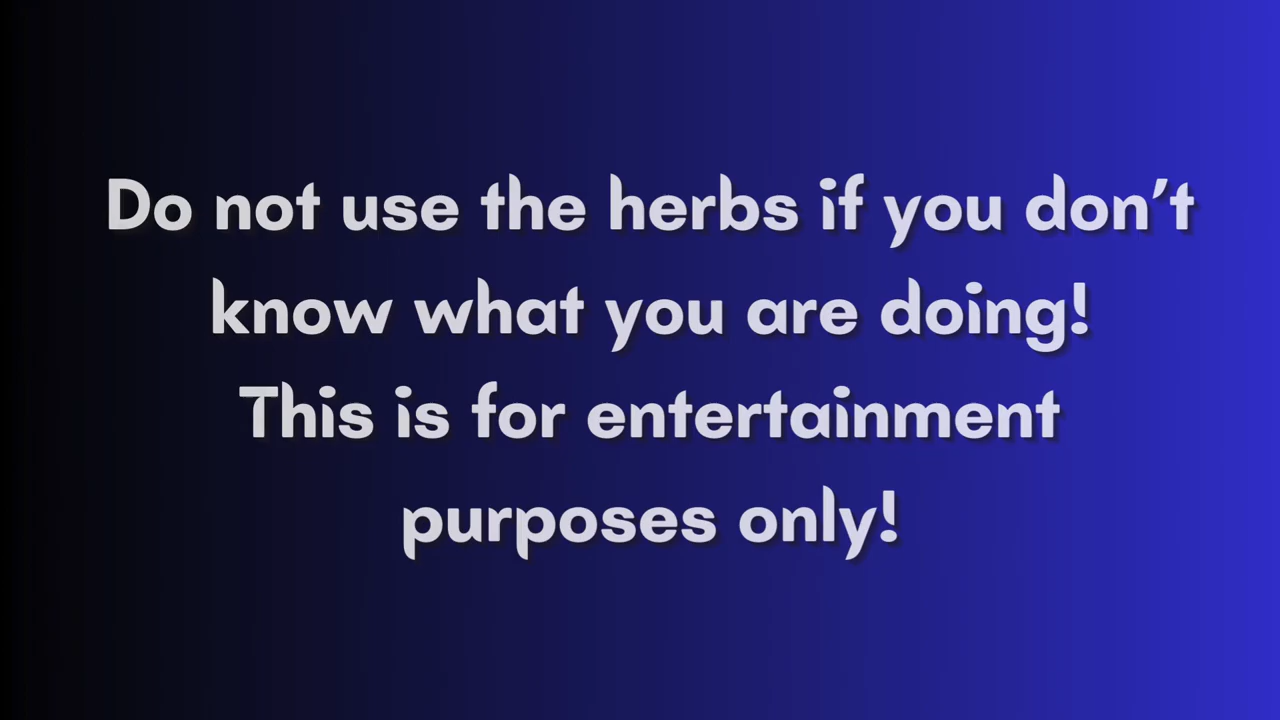 Do not use the herbs if you don’t
know what you are doing!
This is for entertainment
purposes only!